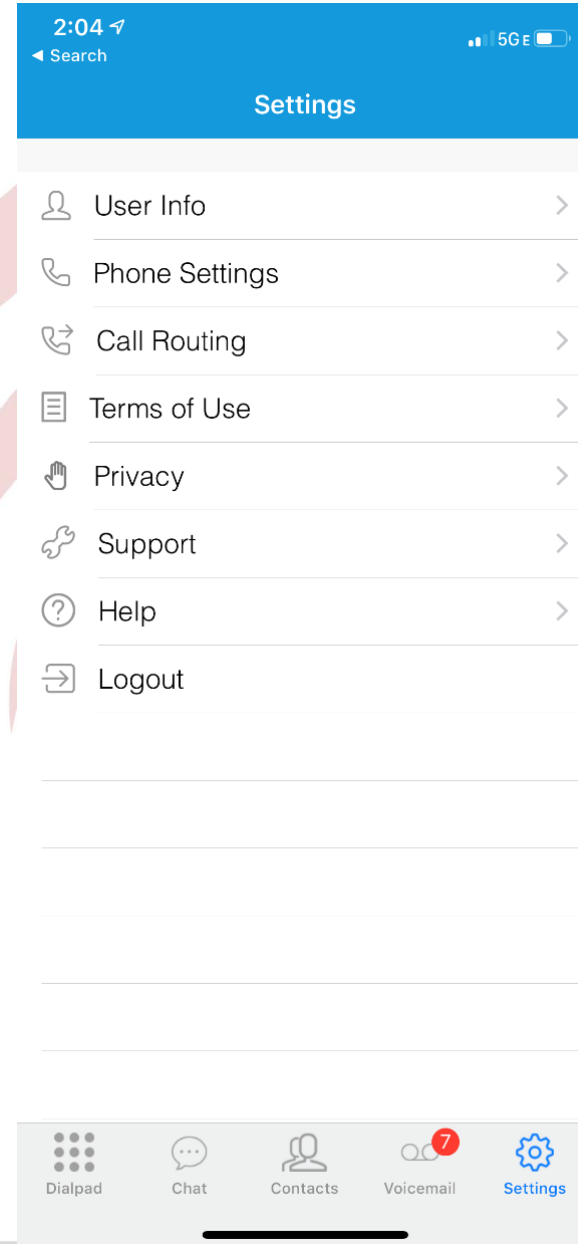 2:04
Search
5GE
Settings
User Info
Phone Settings
Call Routing
Terms of Use
Privacy
Support
Help
Logout
7
Dialpad
Chat
Contacts
Voicemail
Settings